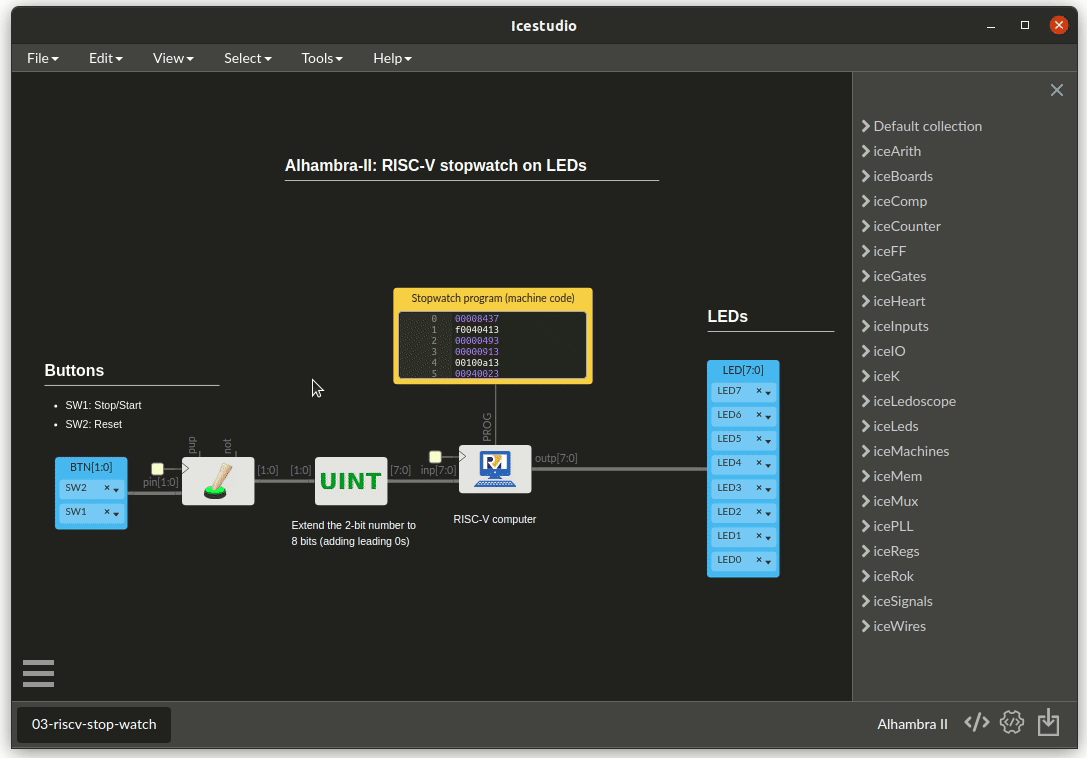 Icestudio
File Edit View Select Tools Help
Alhambra-II: RISC-V stopwatch on LEDs
Stopwatch program (machine code)
0 00008437
1 f0040413
2 00000493
3 00000913
4 00100a13
5 00940023
LEDs
Buttons
SW1: Stop/Start
SW2: Reset
BTN[1:0]
SW2
SW1
pin[1:0]
pup
not
[1:0]
[1:0]
UINT
[7:0]
Extend the 2-bit number to
8 bits (adding leading 0s)
PROG
inp[7:0]
outp[7:0]
RISC-V computer
LED[7:0]
LED7
LED6
LED5
LED4
LED3
LED2
LED1
LED0
Default collection
iceArith
iceBoards
iceComp
iceCounter
iceFF
iceGates
iceHeart
iceInputs
iceIO
iceK
iceLedoscope
iceLeds
iceMachines
iceMem
iceMux
icePLL
iceRegs
iceRok
iceSignals
iceWires
03-riscv-stop-watch
Alhambra II